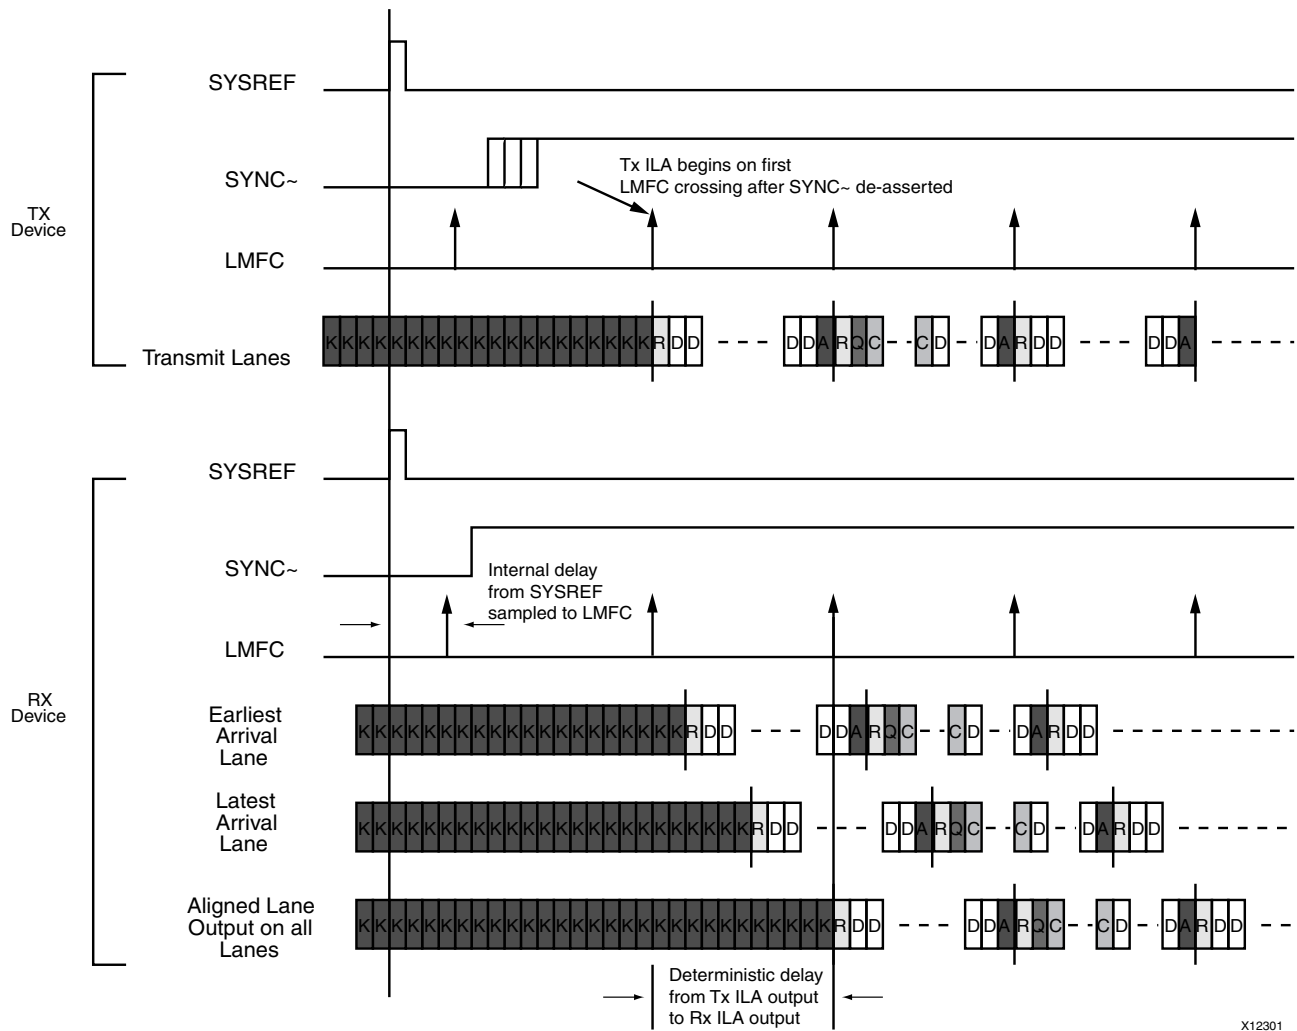 SYSREF
SYNC~
Tx ILA begins on first
LMFC crossing after SYNC~ de-asserted
TX
Device
LMFC
Transmit Lanes
KKKKKKKKKKKKKKKKKKKKRDD DDARQC CD DARDD DDA
SYSREF
SYNC~
Internal delay
from SYSREF
sampled to LMFC
LMFC
RX
Device
Earliest
Arrival
Lane
KKKKKKKKKKKKKKKKKKKKRDD DDARQC CD DARDD
Latest
Arrival
Lane
KKKKKKKKKKKKKKKKKKKKKKKKRDD DDARQC CD DARDD
Aligned Lane
Output on all
Lanes
KKKKKKKKKKKKKKKKKKKKKKKKKKKKKRDD DDARQC CD DARDD
Deterministic delay
from Tx ILA output
to Rx ILA output
X12301